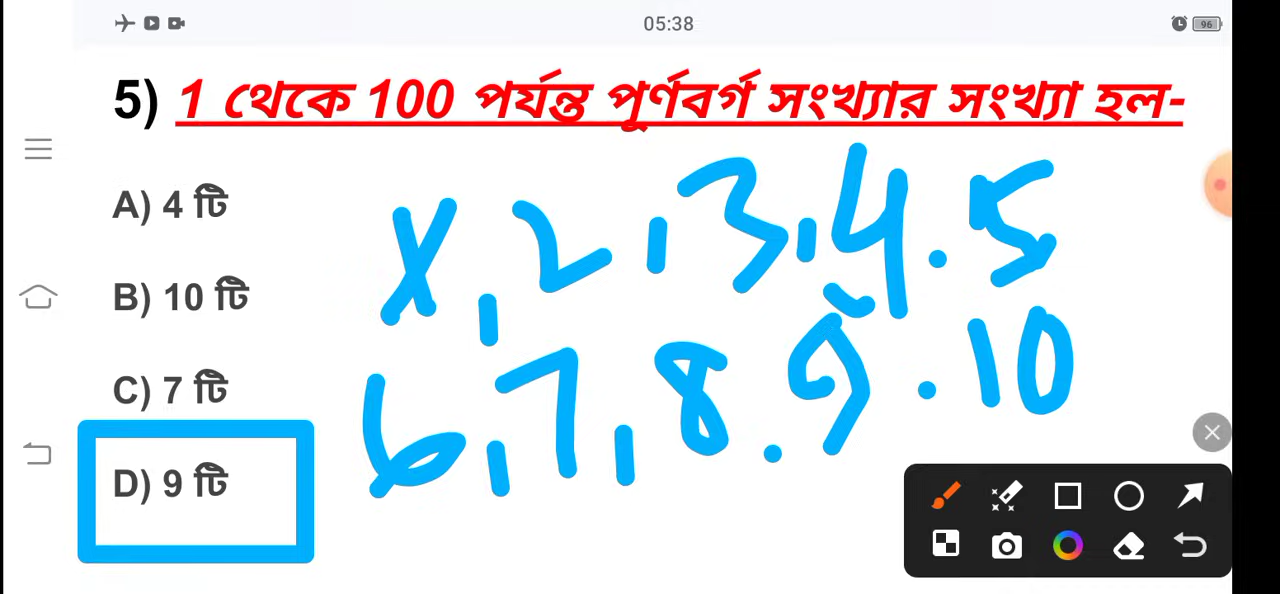 05:38
96
5) 1 থেকে 100 পর্যন্ত পুর্ণবর্গ সংখ্যার সংখ্যা হল-
A) 4 টি
B) 10 টি
C) 7 টি
D) 9 টি
X, 2, 3, 4. 5
6, 7, 8. 9. 10